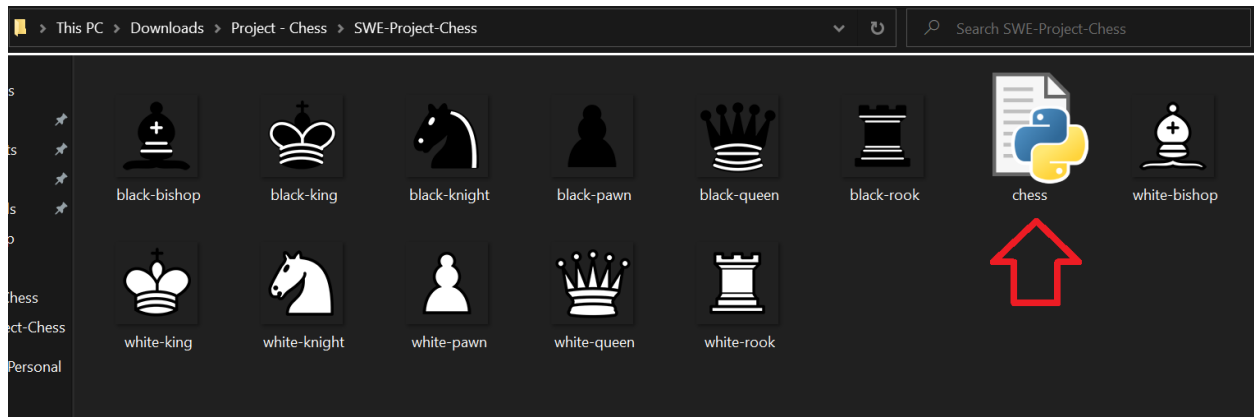 This PC > Downloads > Project - Chess > SWE-Project-Chess
Search SWE-Project-Chess
black-bishop black-king black-knight black-pawn black-queen black-rook chess white-bishop
white-king white-knight white-pawn white-queen white-rook
Personal